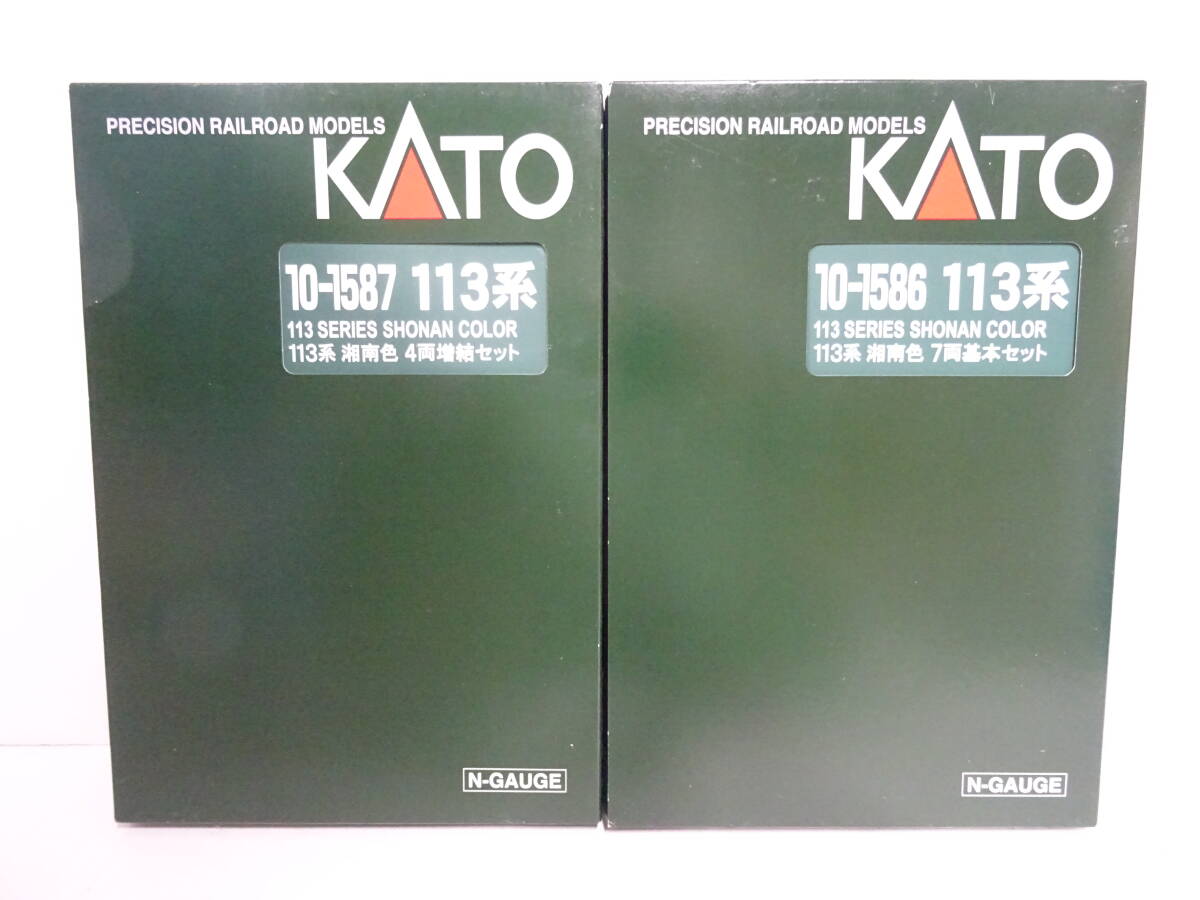 PRECISION RAILROAD MODELS
KATO
10-1587 113系
113 SERIES SHONAN COLOR
113系 湘南色 4両増結セット
N-GAUGE
PRECISION RAILROAD MODELS
KATO
10-1586 113系
113 SERIES SHONAN COLOR
113系 湘南色 7両基本セット
N-GAUGE